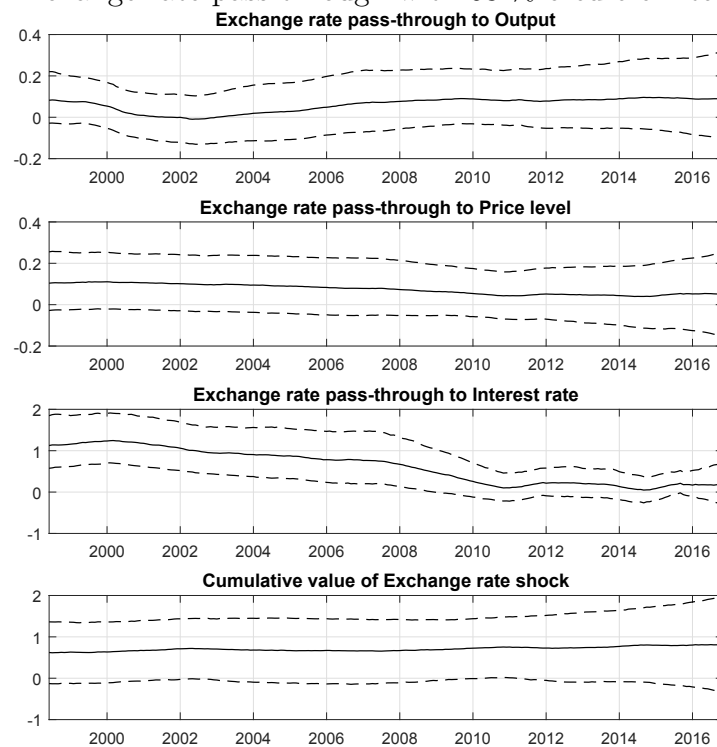 Exchange rate pass-through to Output
0.4
0.2
0
-0.2
2000 2002 2004 2006 2008 2010 2012 2014 2016
Exchange rate pass-through to Price level
0.4
0.2
0
-0.2
2000 2002 2004 2006 2008 2010 2012 2014 2016
Exchange rate pass-through to Interest rate
2
1
0
-1
2000 2002 2004 2006 2008 2010 2012 2014 2016
Cumulative value of Exchange rate shock
2
1
0
-1
2000 2002 2004 2006 2008 2010 2012 2014 2016